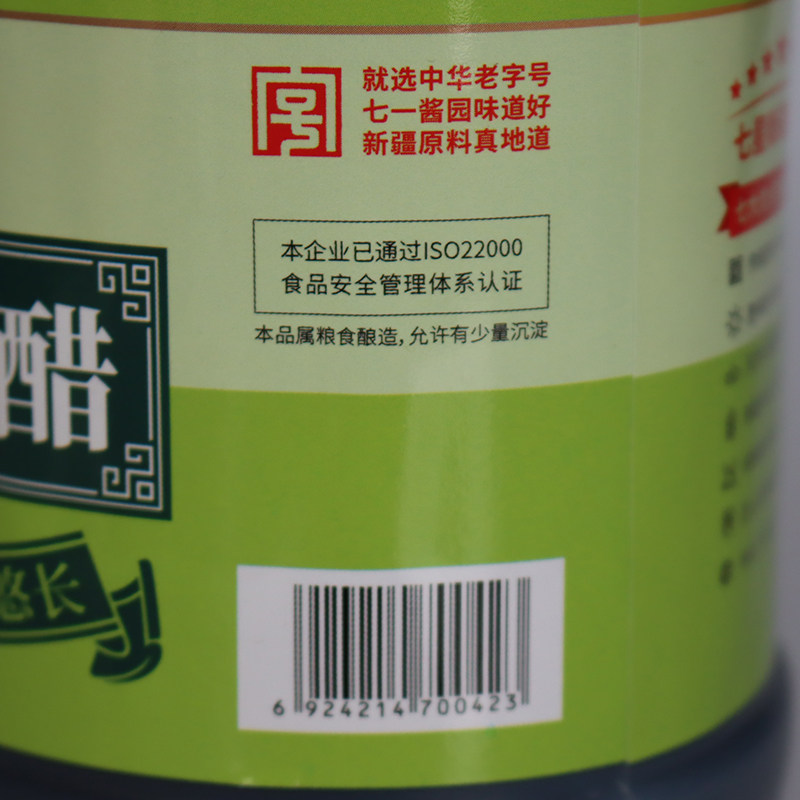 就选中华老字号
七一酱园味道好
新疆原料真地道
本企业已通过ISO22000
食品安全管理体系认证
本品属粮食酿造,允许有少量沉淀
醋
悠长
6 924214 700423